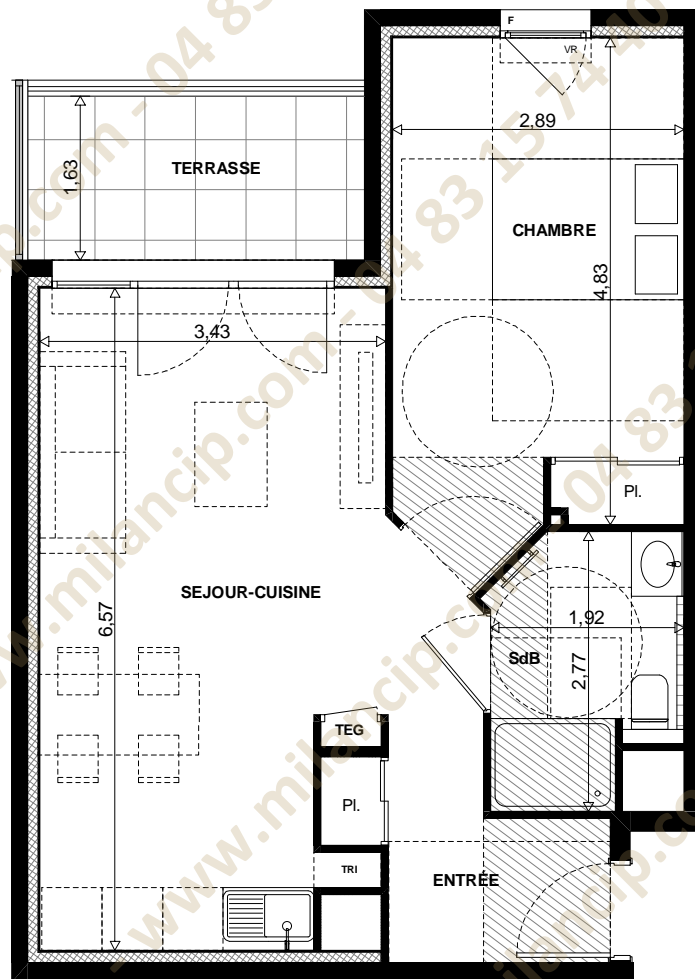 F
VR
2,89
1,63
TERRASSE
CHAMBRE
4,83
3,43
Pl.
SEJOUR-CUISINE
6,57
1,92
SdB
2,77
TEG
Pl.
TRI
ENTRÉE
www.milancip.com - 04 83 15 74 40